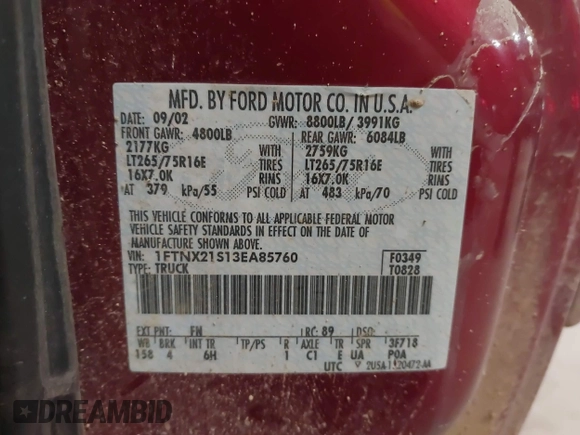 MFD. BY FORD MOTOR CO. IN U.S.A.
DATE: 09/02 GVWR: 8800LB/ 3991KG
FRONT GAWR: 4800LB REAR GAWR: 6084LB
2177KG WITH 2759KG WITH
LT265/75R16E TIRES LT265/75R16E TIRES
16X7.0K RIMS 16X7.0K RIMS
AT 379 kPa/55 PSI COLD AT 483 kPa/70 PSI COLD
THIS VEHICLE CONFORMS TO ALL APPLICABLE FEDERAL MOTOR
VEHICLE SAFETY STANDARDS IN EFFECT ON THE DATE OF
MANUFACTURE SHOWN ABOVE.
VIN: 1FTNX21S13EA85760 F0349
TYPE: TRUCK T0828
EXT PNT: FM RC: 89 DSO:
WB BRK INT TR TP/PS R AXLE TR SPR 3F718
158 4 6H 1 C1 E UA P0A
UTC
DREAMBID